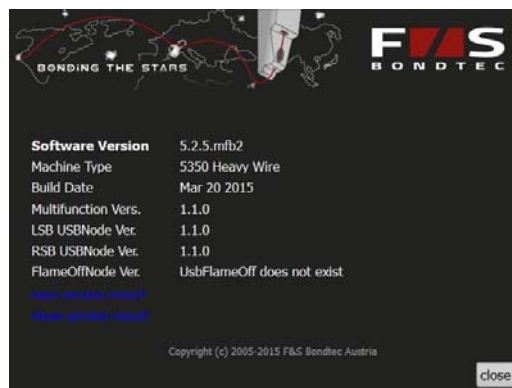 BONDING THE STARS
F&S
BONDTEC
Software Version 5.2.5.mfb2
Machine Type 5350 Heavy Wire
Build Date Mar 20 2015
Multifunction Vers. 1.1.0
LSB USBNode Ver. 1.1.0
RSB USBNode Ver. 1.1.0
FlameOffNode Ver. UsbFlameOff does not exist
Copyright (c) 2005-2015 F&S Bondtec Austria
close